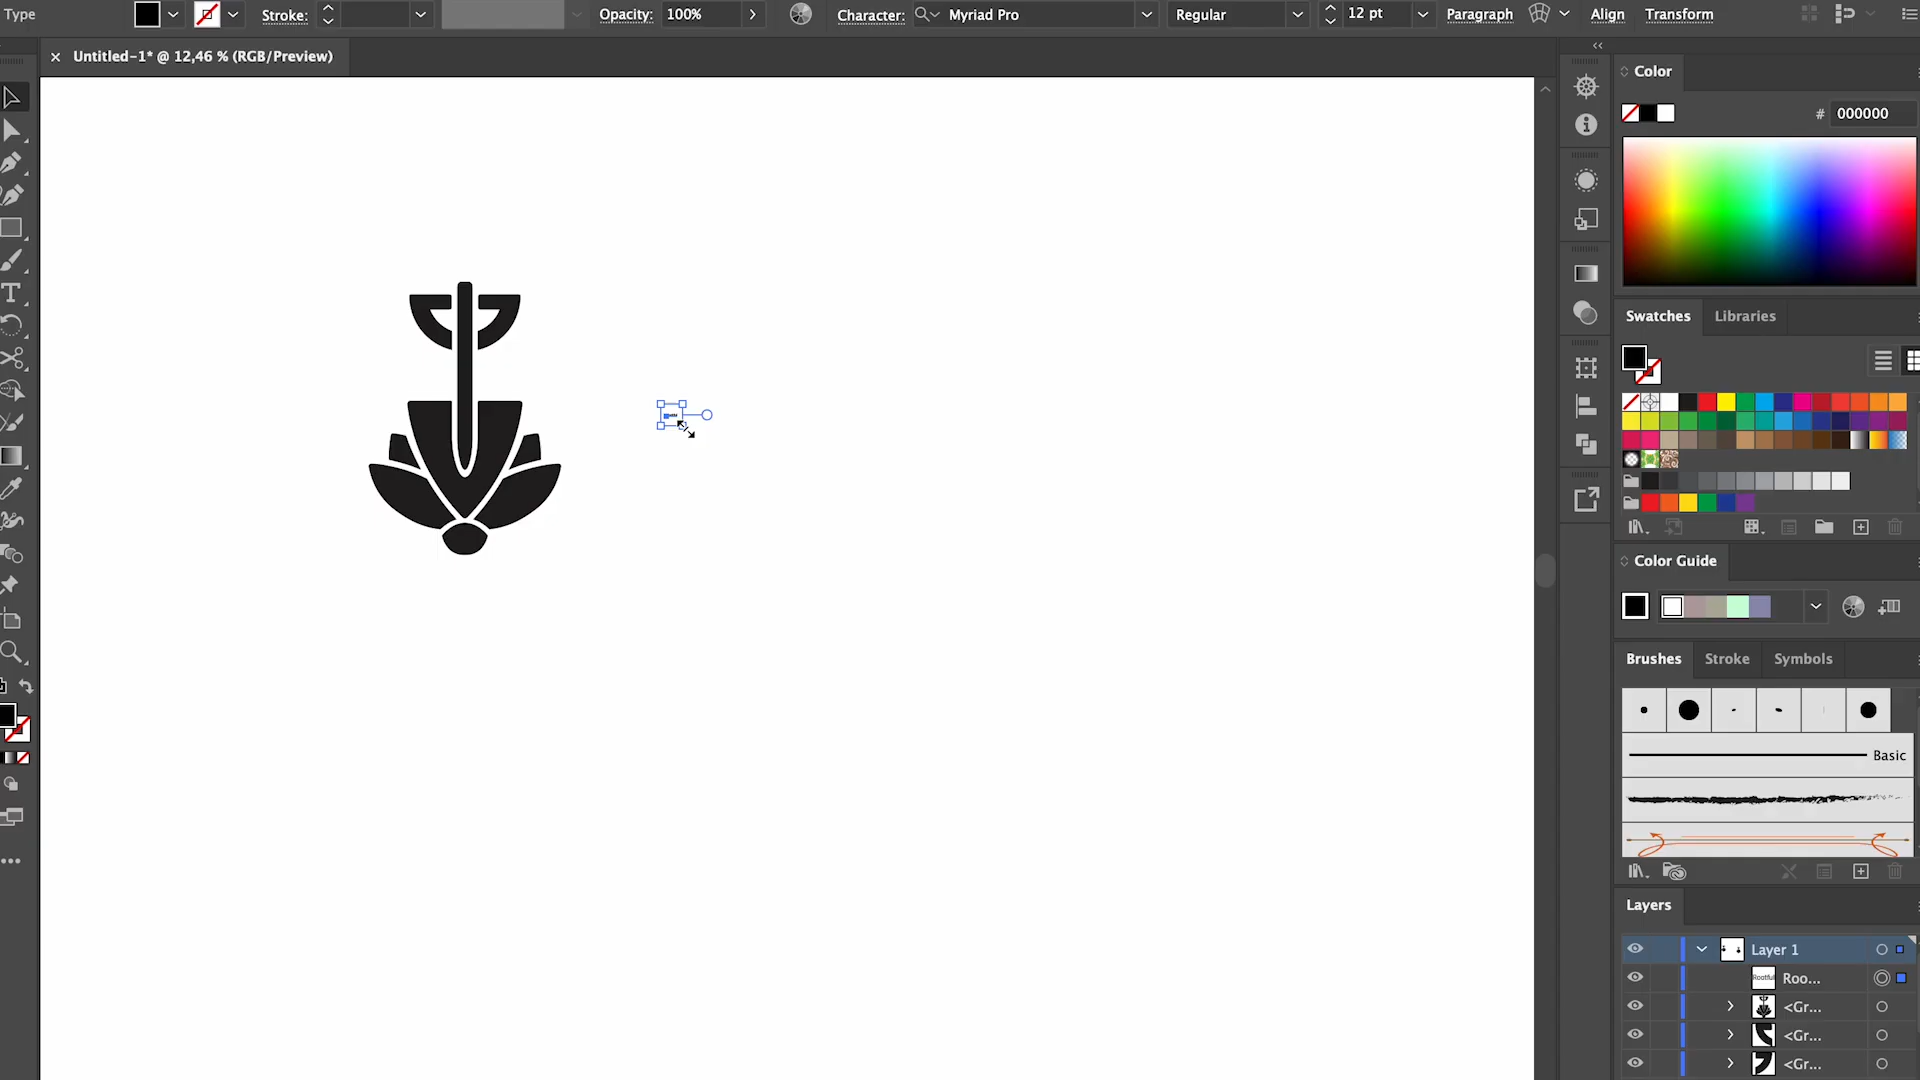 Type
Stroke:
Opacity: 100%
Character: Myriad Pro
Regular
12 pt
Paragraph
Align
Transform
Untitled-1* @ 12,46 % (RGB/Preview)
Color
# 000000
Swatches Libraries
Color Guide
Brushes Stroke Symbols
Basic
Layers
Layer 1
Rootful Roo...
<Gr...
<Gr...
<Gr...